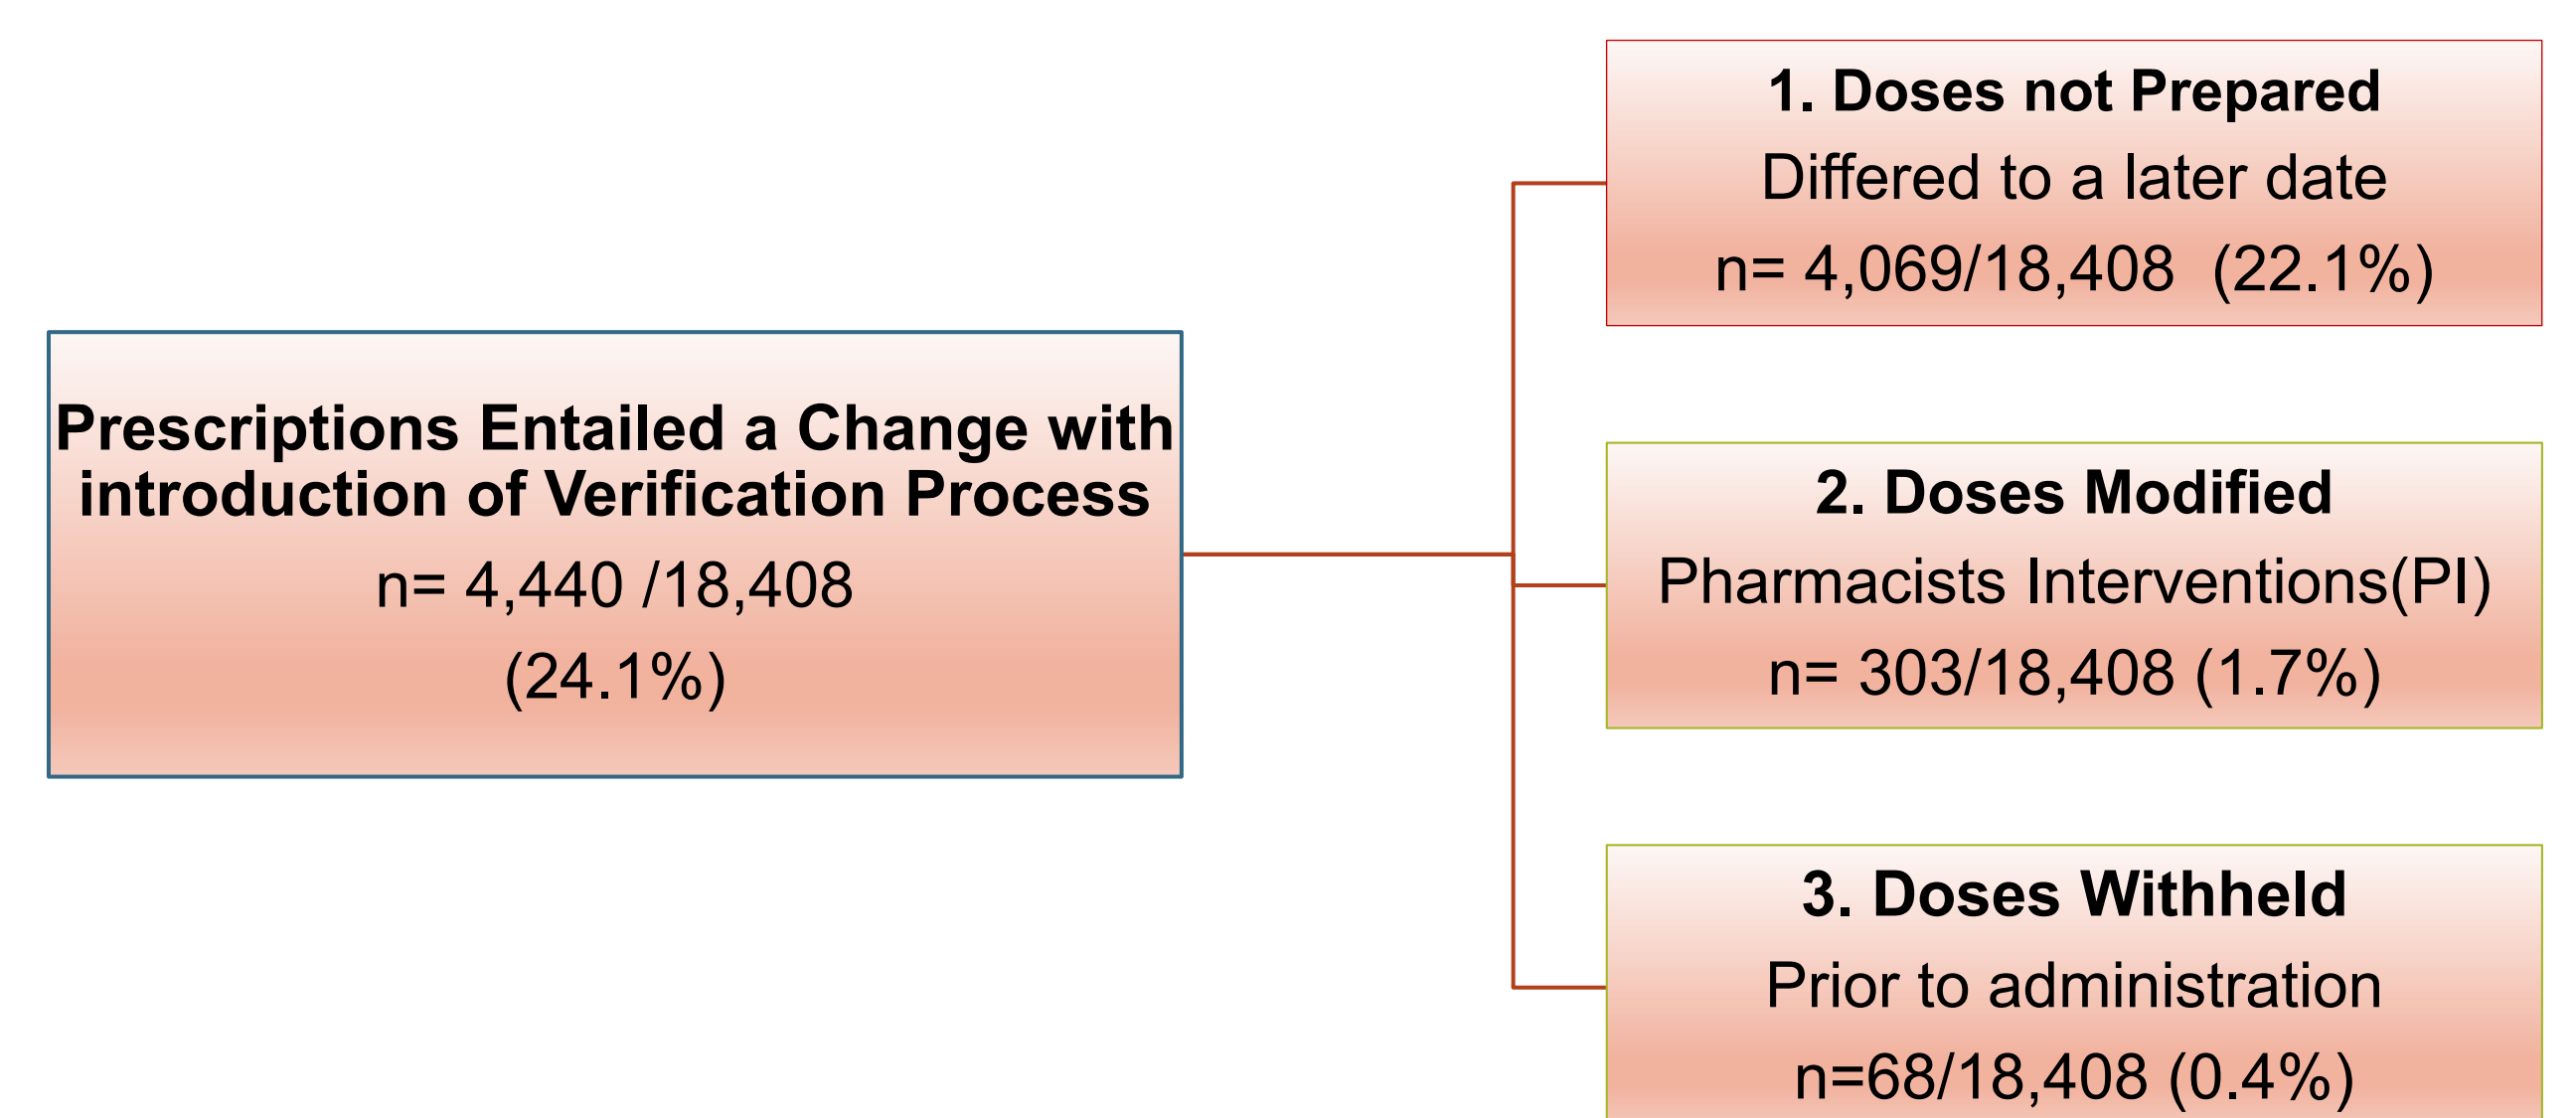 Prescriptions Entailed a Change with
introduction of Verification Process
n= 4,440 /18,408
(24.1%)
1. Doses not Prepared
Differed to a later date
n= 4,069/18,408  (22.1%)
2. Doses Modified
Pharmacists Interventions(PI)
n= 303/18,408 (1.7%)
3. Doses Withheld
Prior to administration
n=68/18,408 (0.4%)